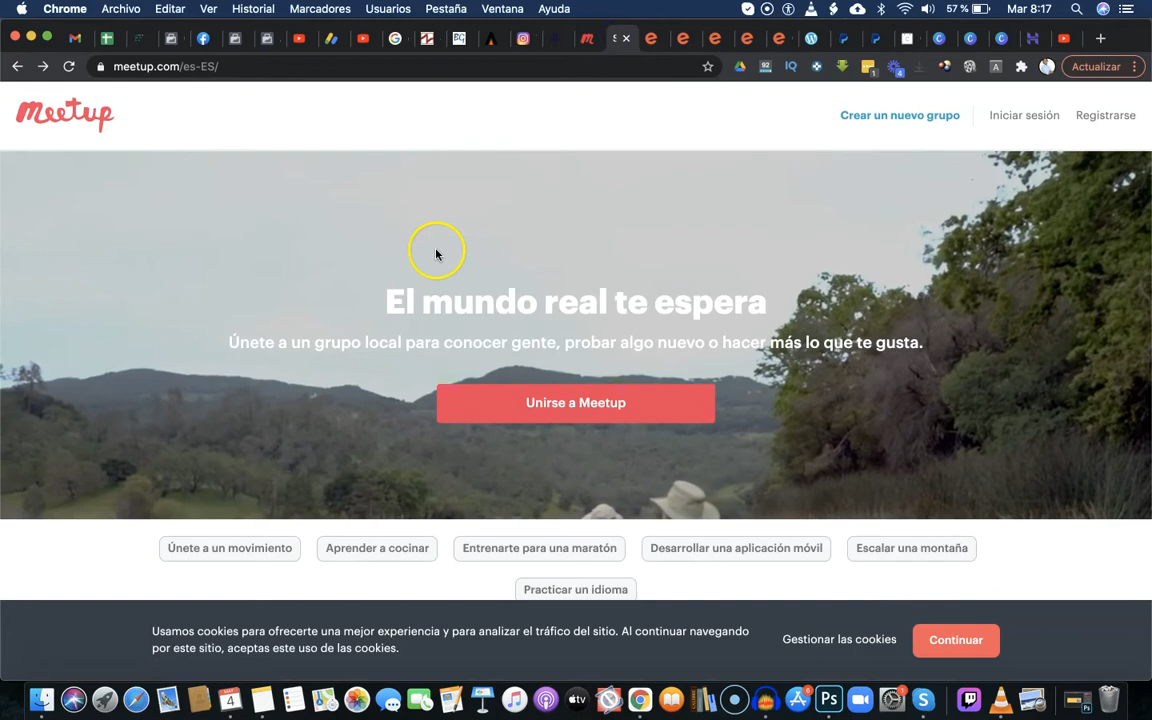 Chrome Archivo Editar Ver Historial Marcadores Usuarios Pestaña Ventana Ayuda 57 % Mar 8:17
meetup.com/es-ES/ Actualizar
meetup
Crear un nuevo grupo Iniciar sesión Registrarse
El mundo real te espera
Únete a un grupo local para conocer gente, probar algo nuevo o hacer más lo que te gusta.
Unirse a Meetup
Únete a un movimiento Aprender a cocinar Entrenarte para una maratón Desarrollar una aplicación móvil Escalar una montaña
Practicar un idioma
Usamos cookies para ofrecerte una mejor experiencia y para analizar el tráfico del sitio. Al continuar navegando
por este sitio, aceptas este uso de las cookies.
Gestionar las cookies Continuar